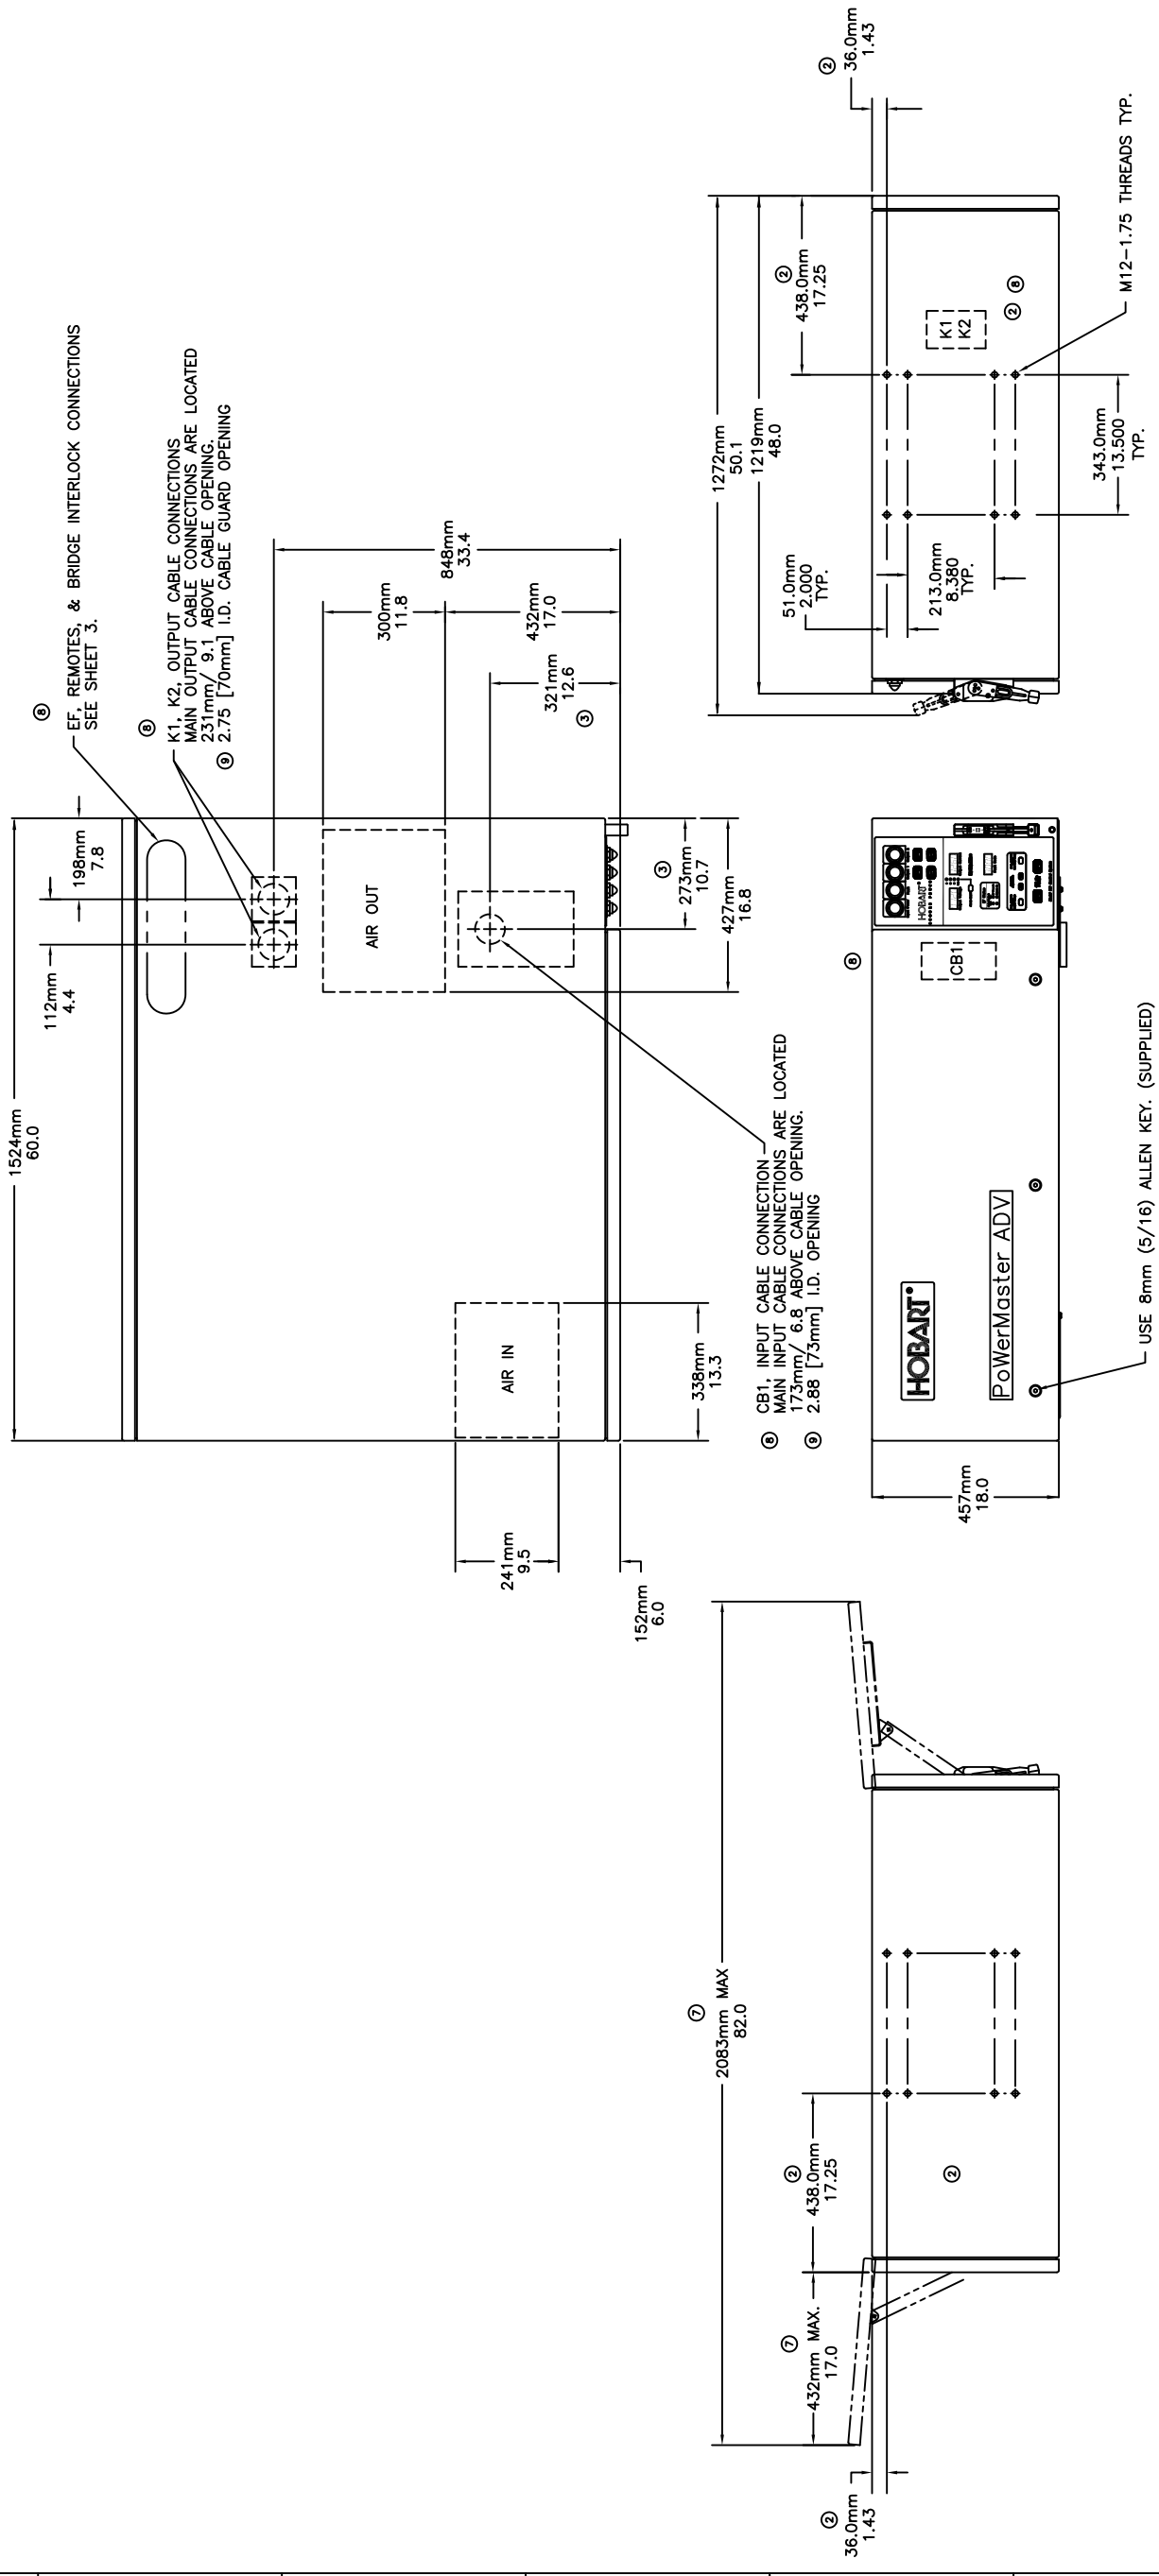 1524mm
60.0
112mm
4.4
198mm
7.8
⑧
EF, REMOTES, & BRIDGE INTERLOCK CONNECTIONS
SEE SHEET 3.
⑧
K1, K2, OUTPUT CABLE CONNECTIONS
MAIN OUTPUT CABLE CONNECTIONS ARE LOCATED
231mm/ 9.1 ABOVE CABLE OPENING.
⑨ 2.75 [70mm] I.D. CABLE GUARD OPENING
AIR OUT
AIR IN
300mm
11.8
848mm
33.4
432mm
17.0
321mm
12.6
③
③
273mm
10.7
427mm
16.8
241mm
9.5
152mm
6.0
338mm
13.3
⑧ CB1, INPUT CABLE CONNECTION
MAIN INPUT CABLE CONNECTIONS ARE LOCATED
173mm/ 6.8 ABOVE CABLE OPENING.
⑨ 2.88 [73mm] I.D. OPENING
⑦
2083mm MAX
82.0
⑦
432mm MAX.
17.0
②
438.0mm
17.25
②
36.0mm
1.43
②
457mm
18.0
HOBART®
PoWerMaster ADV
⑧
CB1
HOBART
USE 8mm (5/16) ALLEN KEY. (SUPPLIED)
1272mm
50.1
1219mm
48.0
②
438.0mm
17.25
②
36.0mm
1.43
51.0mm
2.000
TYP.
213.0mm
8.380
TYP.
K1
K2
② ⑧
343.0mm
13.500
TYP.
M12-1.75 THREADS TYP.